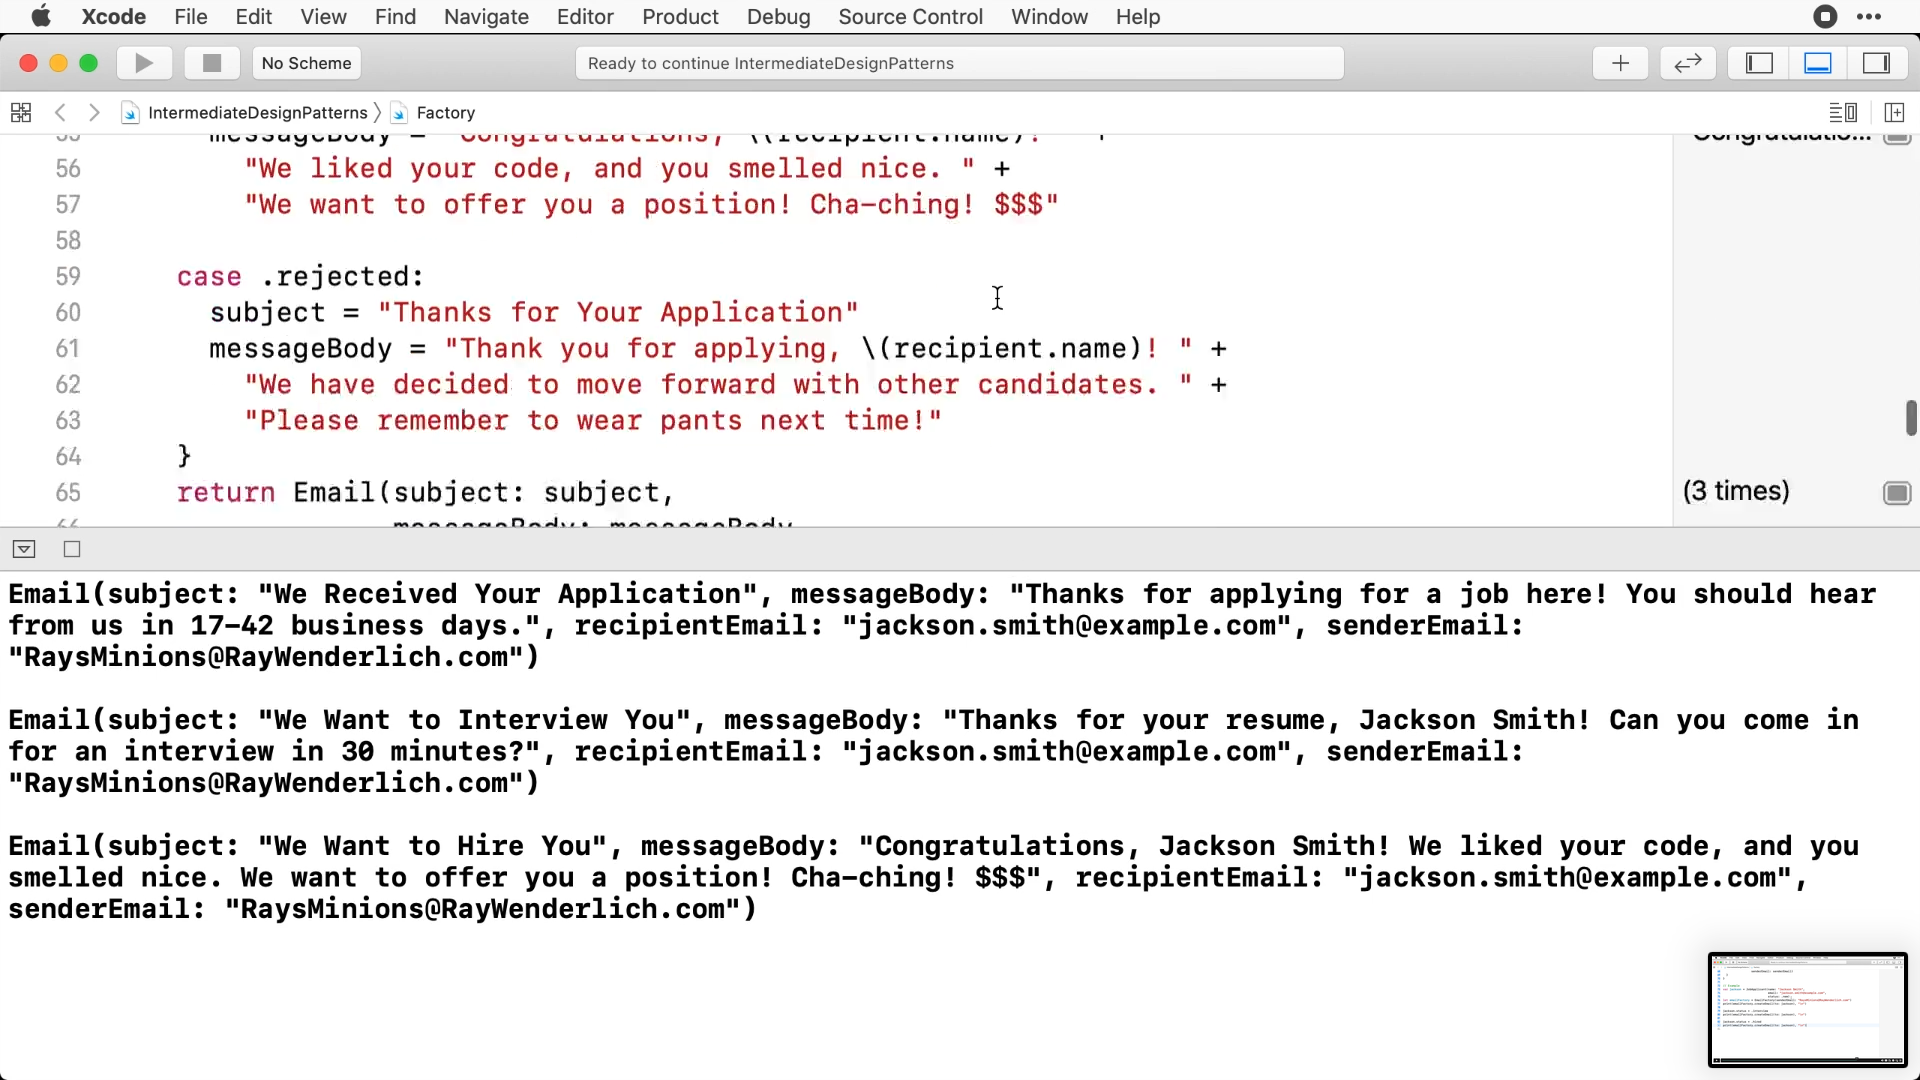 Xcode File Edit View Find Navigate Editor Product Debug Source Control Window Help
No Scheme
Ready to continue IntermediateDesignPatterns
IntermediateDesignPatterns Factory
messageBody = "Congratulations, \(recipient.name)! " +
Congratulatio...
56 "We liked your code, and you smelled nice. " +
57 "We want to offer you a position! Cha-ching! $$$"
58
59 case .rejected:
60 subject = "Thanks for Your Application"
61 messageBody = "Thank you for applying, \(recipient.name)! " +
62 "We have decided to move forward with other candidates. " +
63 "Please remember to wear pants next time!"
64 }
65 return Email(subject: subject,
(3 times)
66 messageBody: messageBody
Email(subject: "We Received Your Application", messageBody: "Thanks for applying for a job here! You should hear
from us in 17-42 business days.", recipientEmail: "jackson.smith@example.com", senderEmail:
"RaysMinions@RayWenderlich.com")
Email(subject: "We Want to Interview You", messageBody: "Thanks for your resume, Jackson Smith! Can you come in
for an interview in 30 minutes?", recipientEmail: "jackson.smith@example.com", senderEmail:
"RaysMinions@RayWenderlich.com")
Email(subject: "We Want to Hire You", messageBody: "Congratulations, Jackson Smith! We liked your code, and you
smelled nice. We want to offer you a position! Cha-ching! $$$", recipientEmail: "jackson.smith@example.com",
senderEmail: "RaysMinions@RayWenderlich.com")